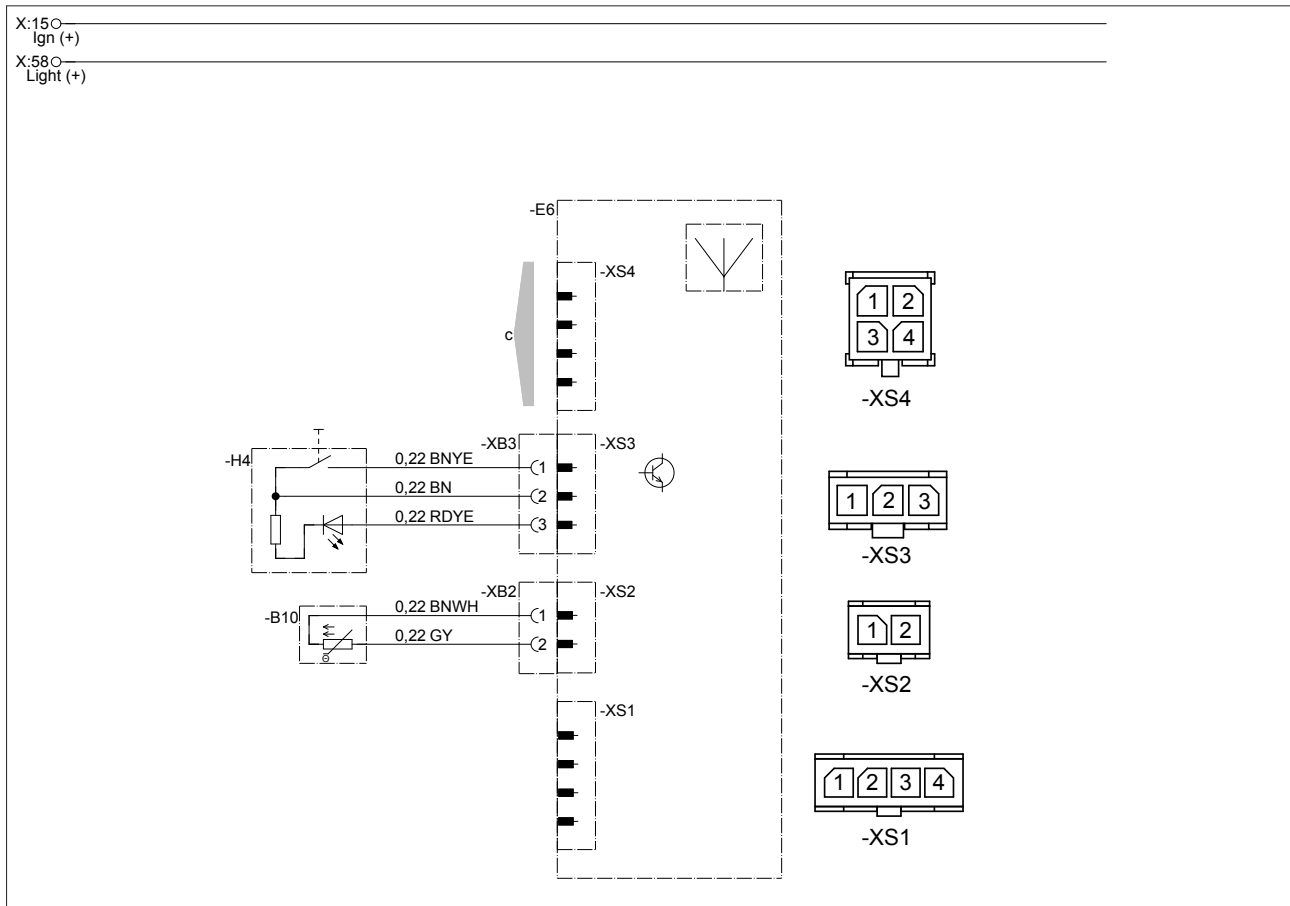 X:15
Ign (+)
X:58
Light (+)
-E6
-XS4
c
1 2
3 4
-XS4
-H4
-XB3
-XS3
0,22 BNYE
1
0,22 BN
2
0,22 RDYE
3
1 2 3
-XS3
-B10
-XB2
-XS2
0,22 BNWH
1
0,22 GY
2
ϴ
1 2
-XS2
-XS1
1 2 3 4
-XS1